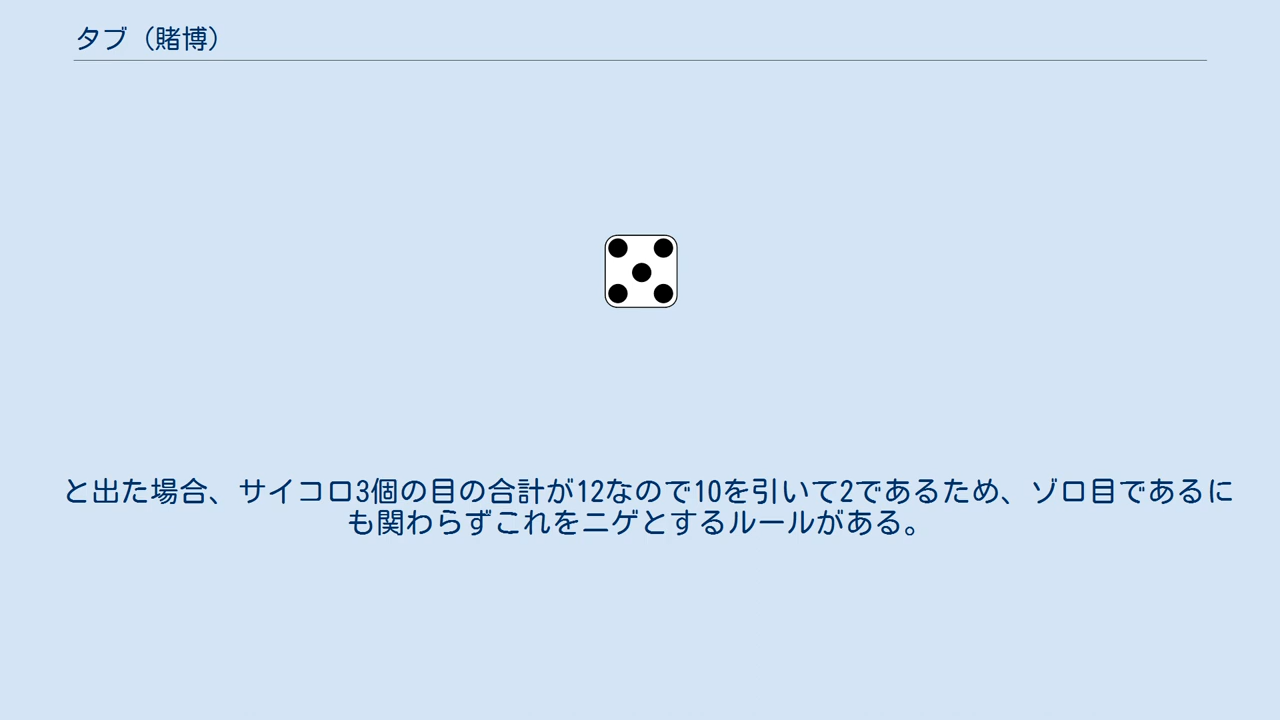 タブ（賭博）
と出た場合、サイコロ3個の目の合計が12なので10を引いて2であるため、ゾロ目であるに
も関わらずこれをニゲとするルールがある。